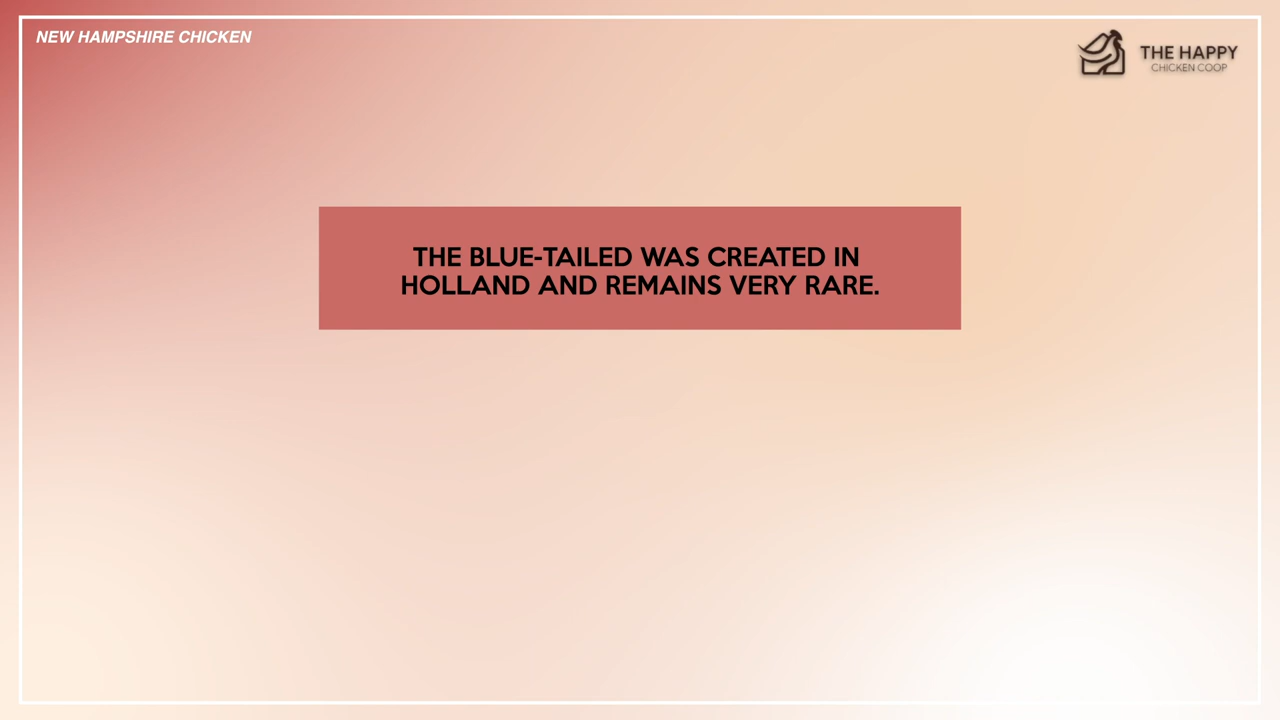 NEW HAMPSHIRE CHICKEN
THE HAPPY
CHICKEN COOP
THE BLUE-TAILED WAS CREATED IN
HOLLAND AND REMAINS VERY RARE.